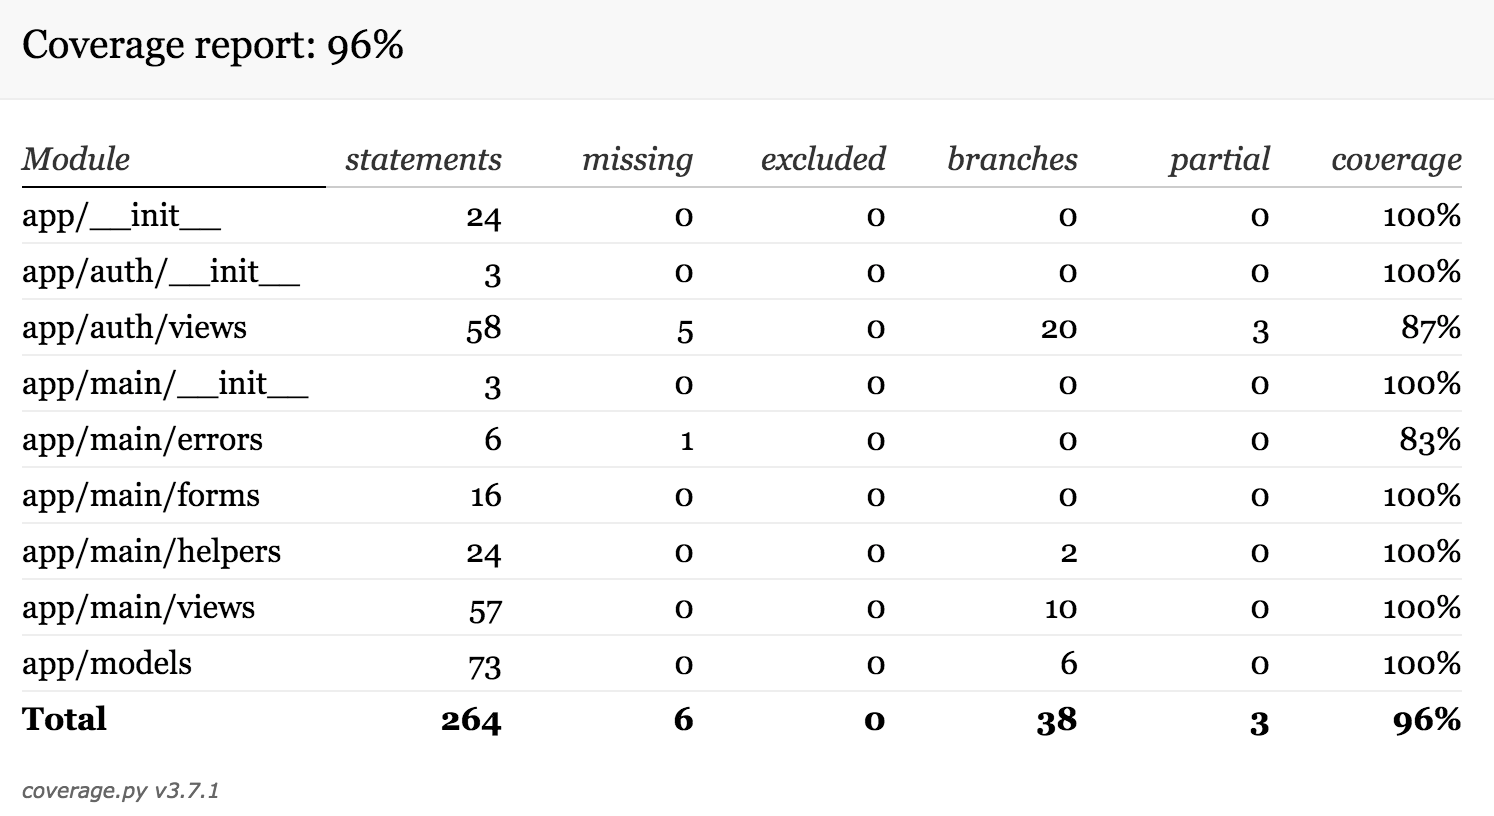 Coverage report: 96%
Module statements missing excluded branches partial coverage
app/__init__ 24 0 0 0 0 100%
app/auth/__init__ 3 0 0 0 0 100%
app/auth/views 58 5 0 20 3 87%
app/main/__init__ 3 0 0 0 0 100%
app/main/errors 6 1 0 0 0 83%
app/main/forms 16 0 0 0 0 100%
app/main/helpers 24 0 0 2 0 100%
app/main/views 57 0 0 10 0 100%
app/models 73 0 0 6 0 100%
Total 264 6 0 38 3 96%
coverage.py v3.7.1